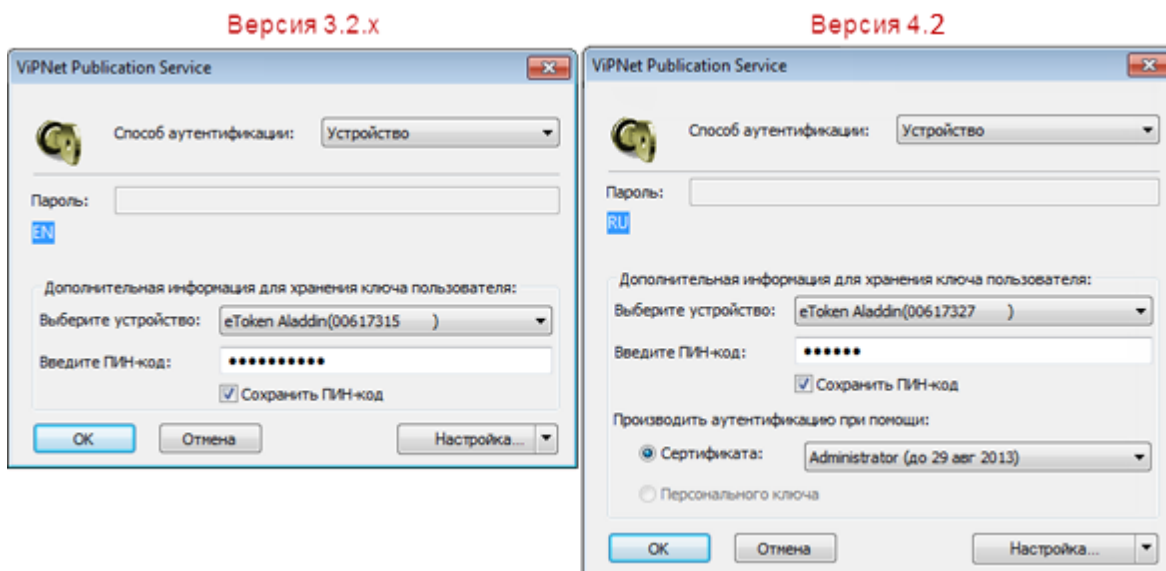 Версия 3.2.x
ViPNet Publication Service
Способ аутентификации: Устройство
Пароль:
EN
Дополнительная информация для хранения ключа пользователя:
Выберите устройство: eToken Aladdin(00617315 )
Введите ПИН-код: ●●●●●●●●●●
Сохранить ПИН-код
OK Отмена Настройка...
Версия 4.2
ViPNet Publication Service
Способ аутентификации: Устройство
Пароль:
RU
Дополнительная информация для хранения ключа пользователя:
Выберите устройство: eToken Aladdin(00617327 )
Введите ПИН-код: ●●●●●●
Сохранить ПИН-код
Производить аутентификацию при помощи:
Сертификата: Administrator (до 29 авг 2013)
Персонального ключа
OK Отмена Настройка...